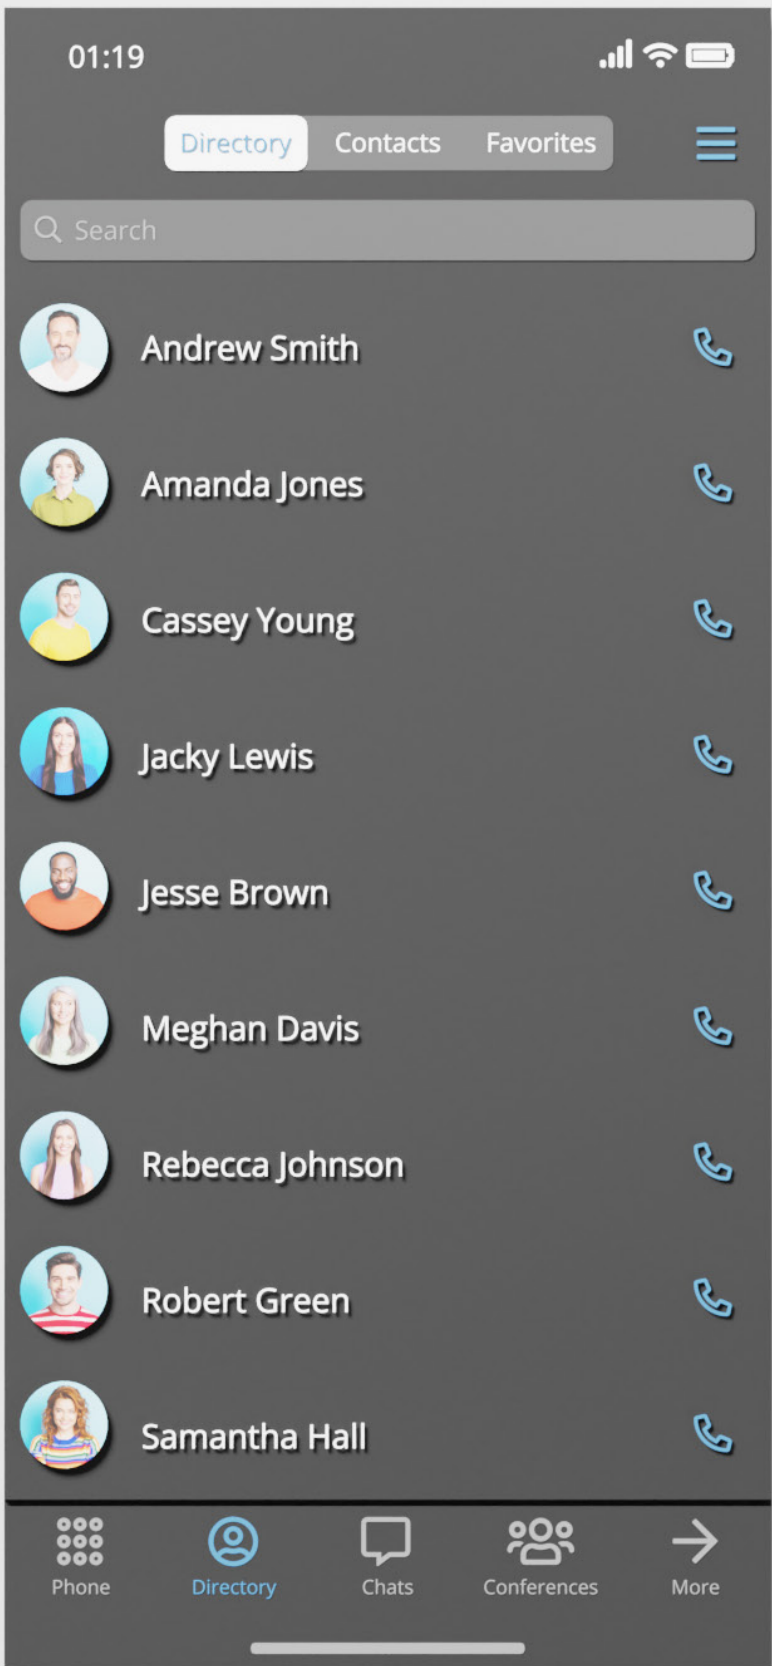 01:19
Directory Contacts Favorites
Search
Andrew Smith
Amanda Jones
Cassey Young
Jacky Lewis
Jesse Brown
Meghan Davis
Rebecca Johnson
Robert Green
Samantha Hall
Phone Directory Chats Conferences More